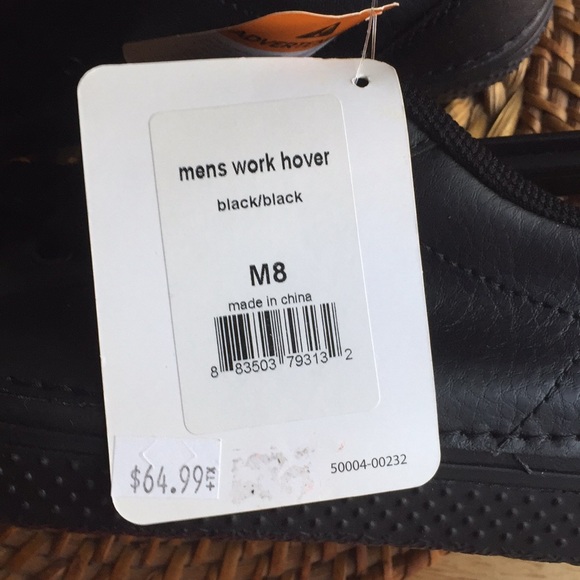 mens work hover
black/black
M8
made in china
8 83503 79313 2
$64.99
50004-00232